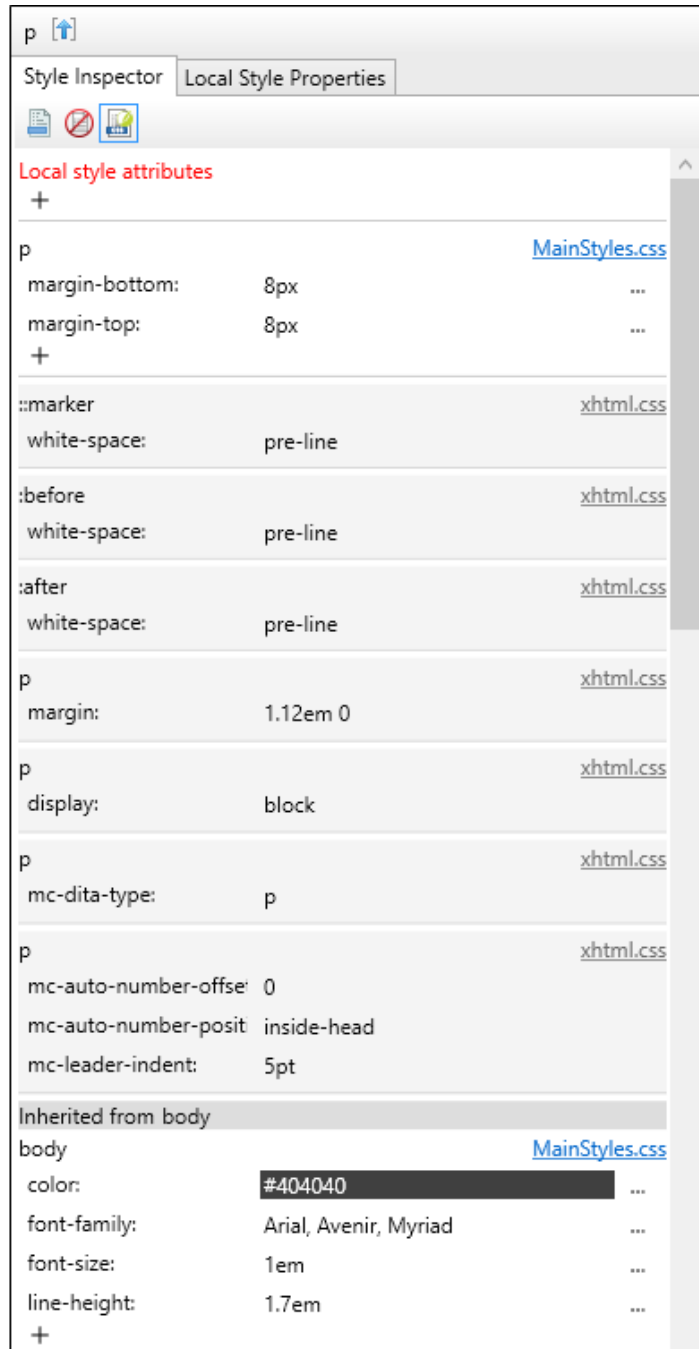 p
Style Inspector Local Style Properties
Local style attributes
+
p MainStyles.css
margin-bottom: 8px ...
margin-top: 8px ...
+
::marker xhtml.css
white-space: pre-line
:before xhtml.css
white-space: pre-line
:after xhtml.css
white-space: pre-line
p xhtml.css
margin: 1.12em 0
p xhtml.css
display: block
p xhtml.css
mc-dita-type: p
p xhtml.css
mc-auto-number-offset 0
mc-auto-number-positi inside-head
mc-leader-indent: 5pt
Inherited from body
body MainStyles.css
color: #404040 ...
font-family: Arial, Avenir, Myriad ...
font-size: 1em ...
line-height: 1.7em ...
+